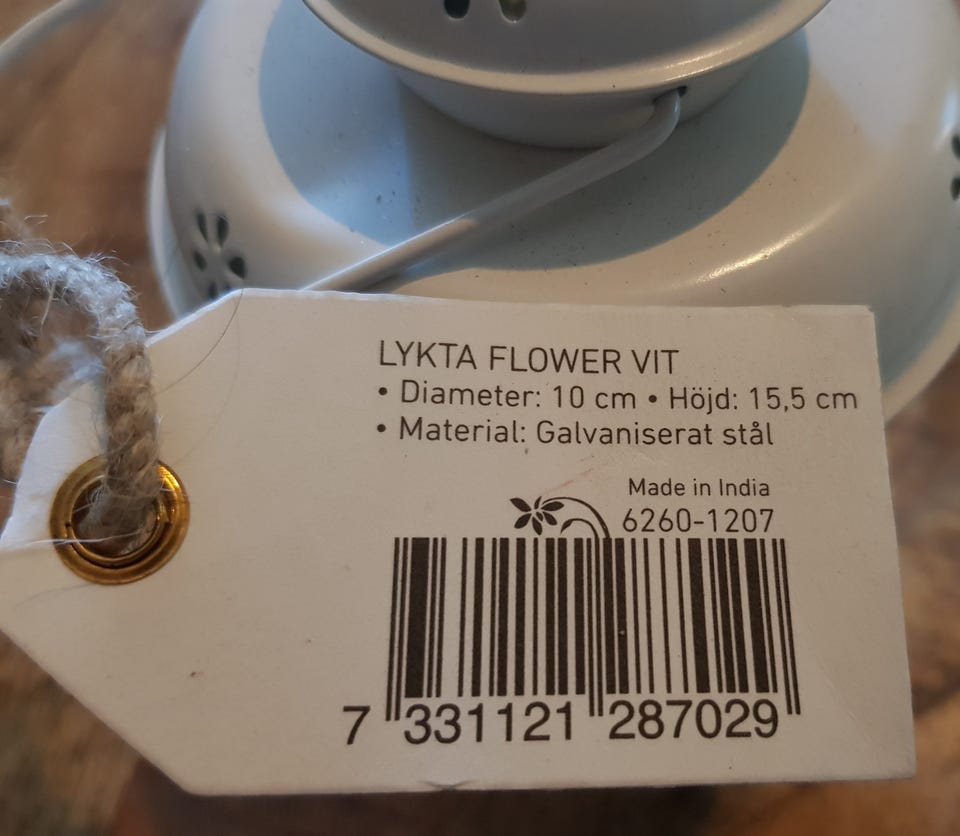 LYKTA FLOWER VIT
• Diameter: 10 cm • Höjd: 15,5 cm
• Material: Galvaniserat stål
Made in India
6260-1207
7 331121 287029